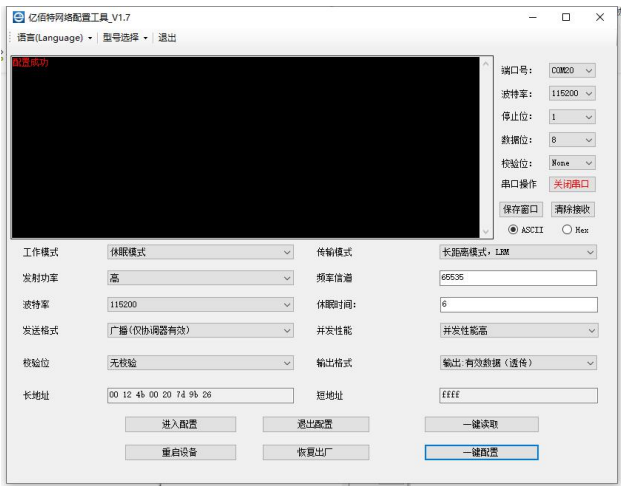 亿佰特网络配置工具_V1.7
语言(Language) 型号选择 退出
配置成功
端口号： COM20
波特率： 115200
停止位： 1
数据位： 8
校验位： None
串口操作 关闭串口
保存窗口 清除接收
ASCII Hex
工作模式 休眠模式 传输模式 长距离模式，LRM
发射功率 高 频率信道 65535
波特率 115200 休眠时间： 6
发送格式 广播(仅协调器有效) 并发性能 并发性能高
校验位 无校验 输出格式 输出:有效数据（透传）
长地址 00 12 4b 00 20 7d 9b 26 短地址 ffff
进入配置 退出配置 一键读取
重启设备 恢复出厂 一键配置